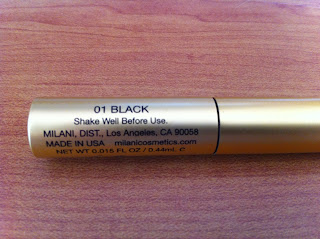 01 BLACK
Shake Well Before Use.
MILANI, DIST., Los Angeles, CA 90058
MADE IN USA milanicosmetics.com
NET WT 0.015 FL OZ / 0.44mL e